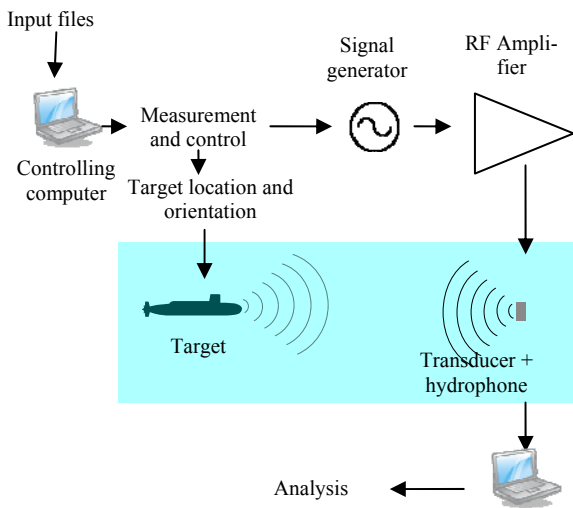 Input files
Signal
generator
RF Ampli-
fier
Measurement
and control
Controlling
computer
Target location and
orientation
Target
Transducer +
hydrophone
Analysis